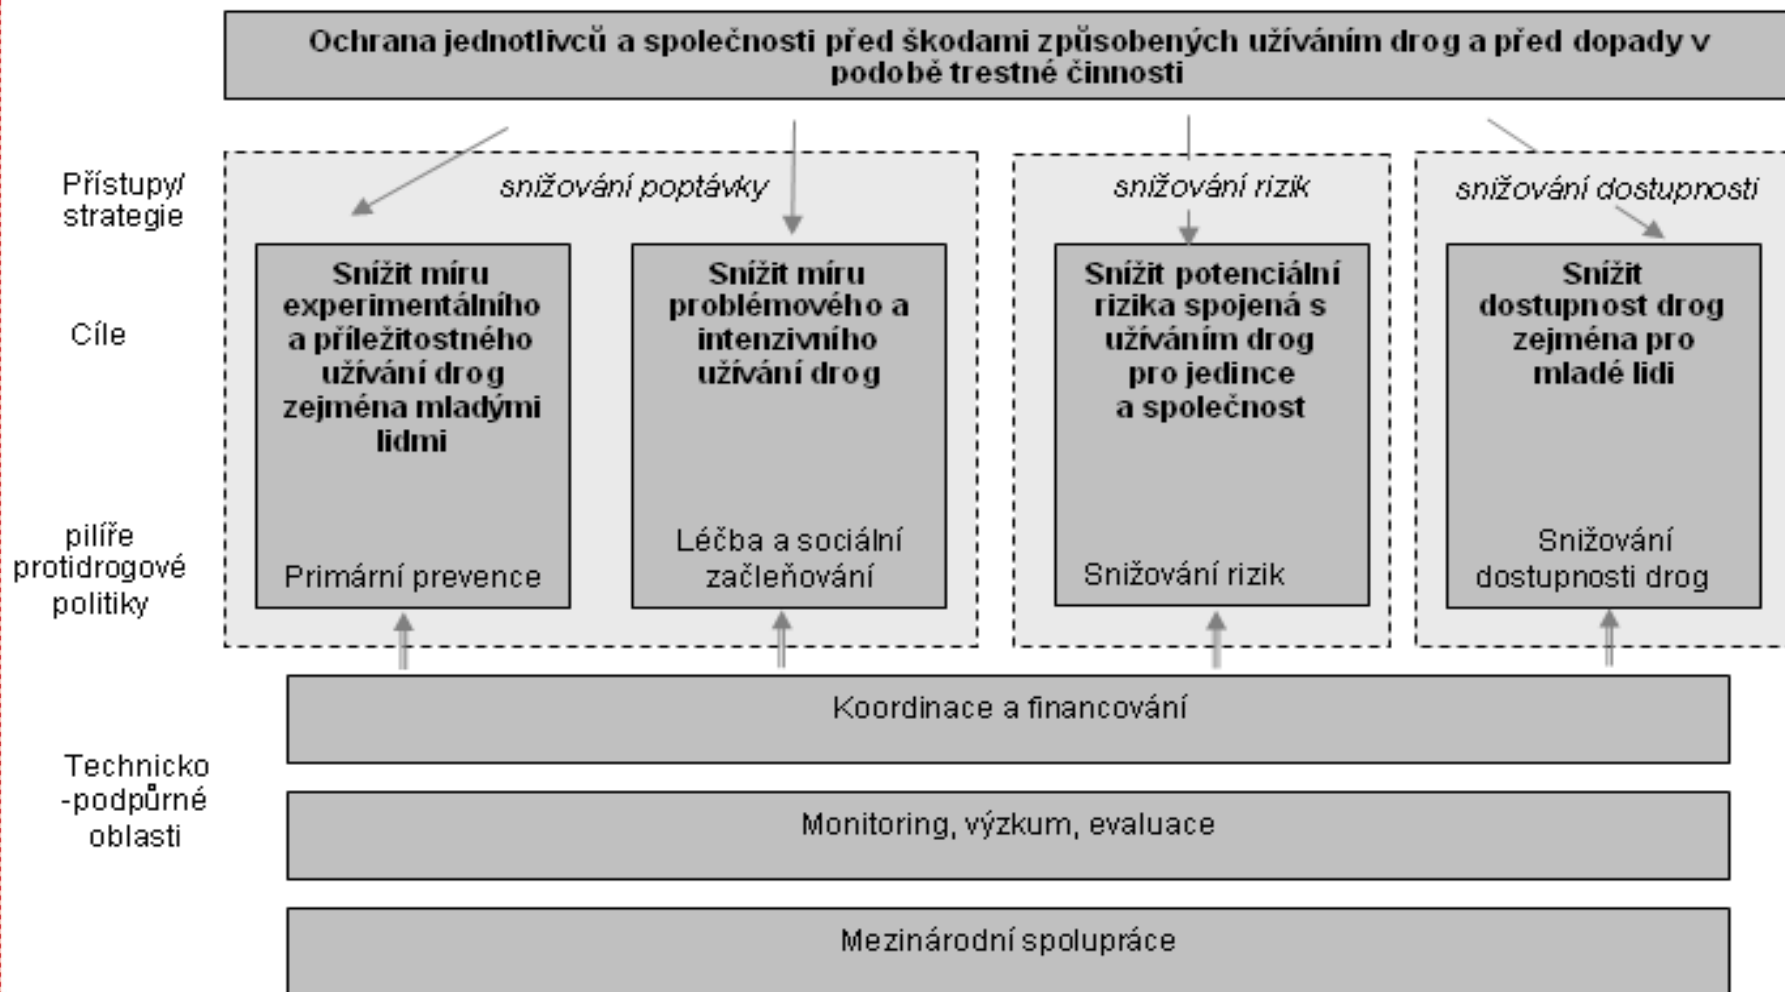 Ochrana jednotlivců a společnosti před škodami způsobených užíváním drog a před dopady v
podobě trestné činnosti
Přístupy/
strategie
snižování poptávky
snižování rizik
snižování dostupnosti
Cíle
Snížit míru
experimentálního
a příležitostného
užívání drog
zejména mladými
lidmi
Snížit míru
problémového a
intenzivního
užívání drog
Snížit potenciální
rizika spojená s
užíváním drog
pro jedince
a společnost
Snížit
dostupnost drog
zejména pro
mladé lidi
pilíře
protidrogové
politiky
Primární prevence
Léčba a sociální
začleňování
Snižování rizik
Snižování
dostupnosti drog
Technicko
-podpůrné
oblasti
Koordinace a financování
Monitoring, výzkum, evaluace
Mezinárodní spolupráce